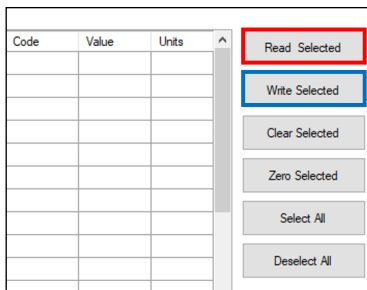 Code Value Units
Read Selected
Write Selected
Clear Selected
Zero Selected
Select All
Deselect All